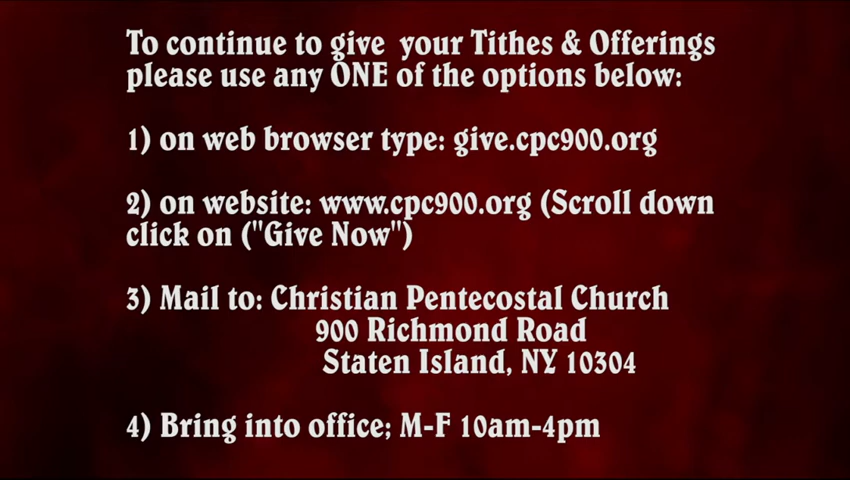 To continue to give  your Tithes & Offerings
please use any ONE of the options below:
1) on web browser type: give.cpc900.org
2) on website: www.cpc900.org (Scroll down
click on ("Give Now")
3) Mail to: Christian Pentecostal Church
900 Richmond Road
Staten Island, NY 10304
4) Bring into office; M-F 10am-4pm